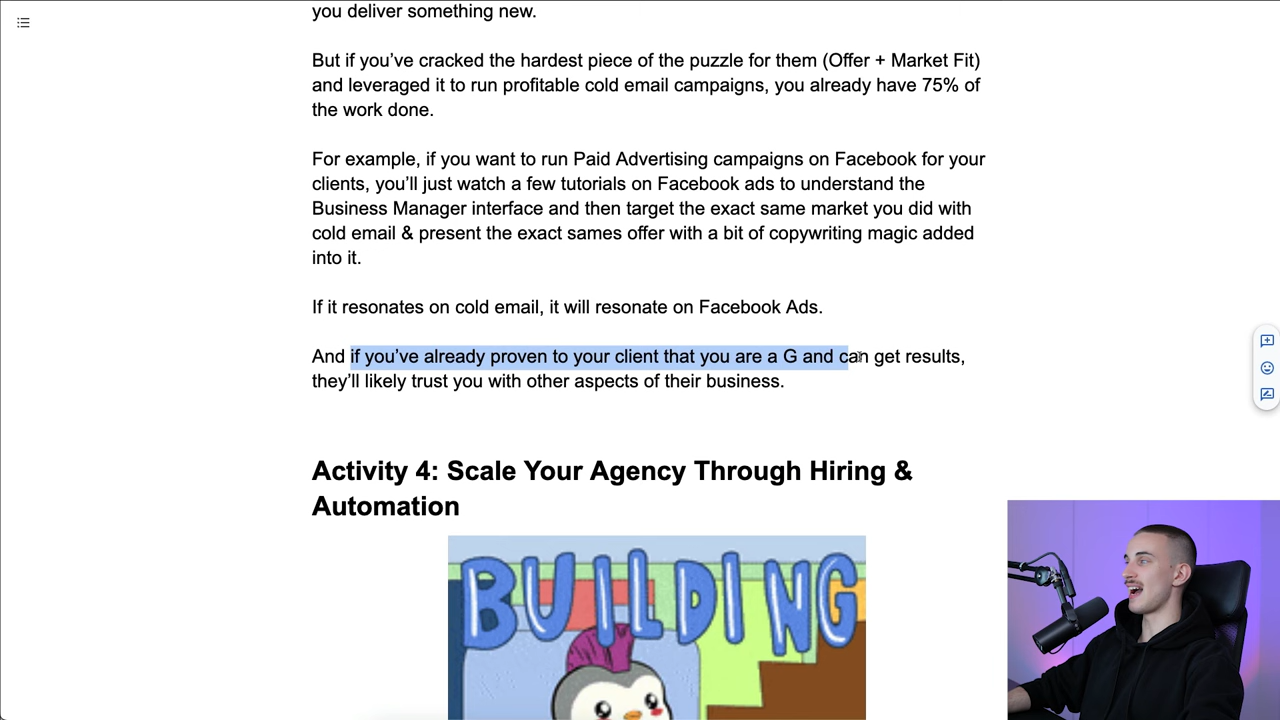 you deliver something new.
But if you’ve cracked the hardest piece of the puzzle for them (Offer + Market Fit)
and leveraged it to run profitable cold email campaigns, you already have 75% of
the work done.
For example, if you want to run Paid Advertising campaigns on Facebook for your
clients, you’ll just watch a few tutorials on Facebook ads to understand the
Business Manager interface and then target the exact same market you did with
cold email & present the exact sames offer with a bit of copywriting magic added
into it.
If it resonates on cold email, it will resonate on Facebook Ads.
And if you’ve already proven to your client that you are a G and can get results,
they’ll likely trust you with other aspects of their business.
Activity 4: Scale Your Agency Through Hiring &
Automation
BUILDING